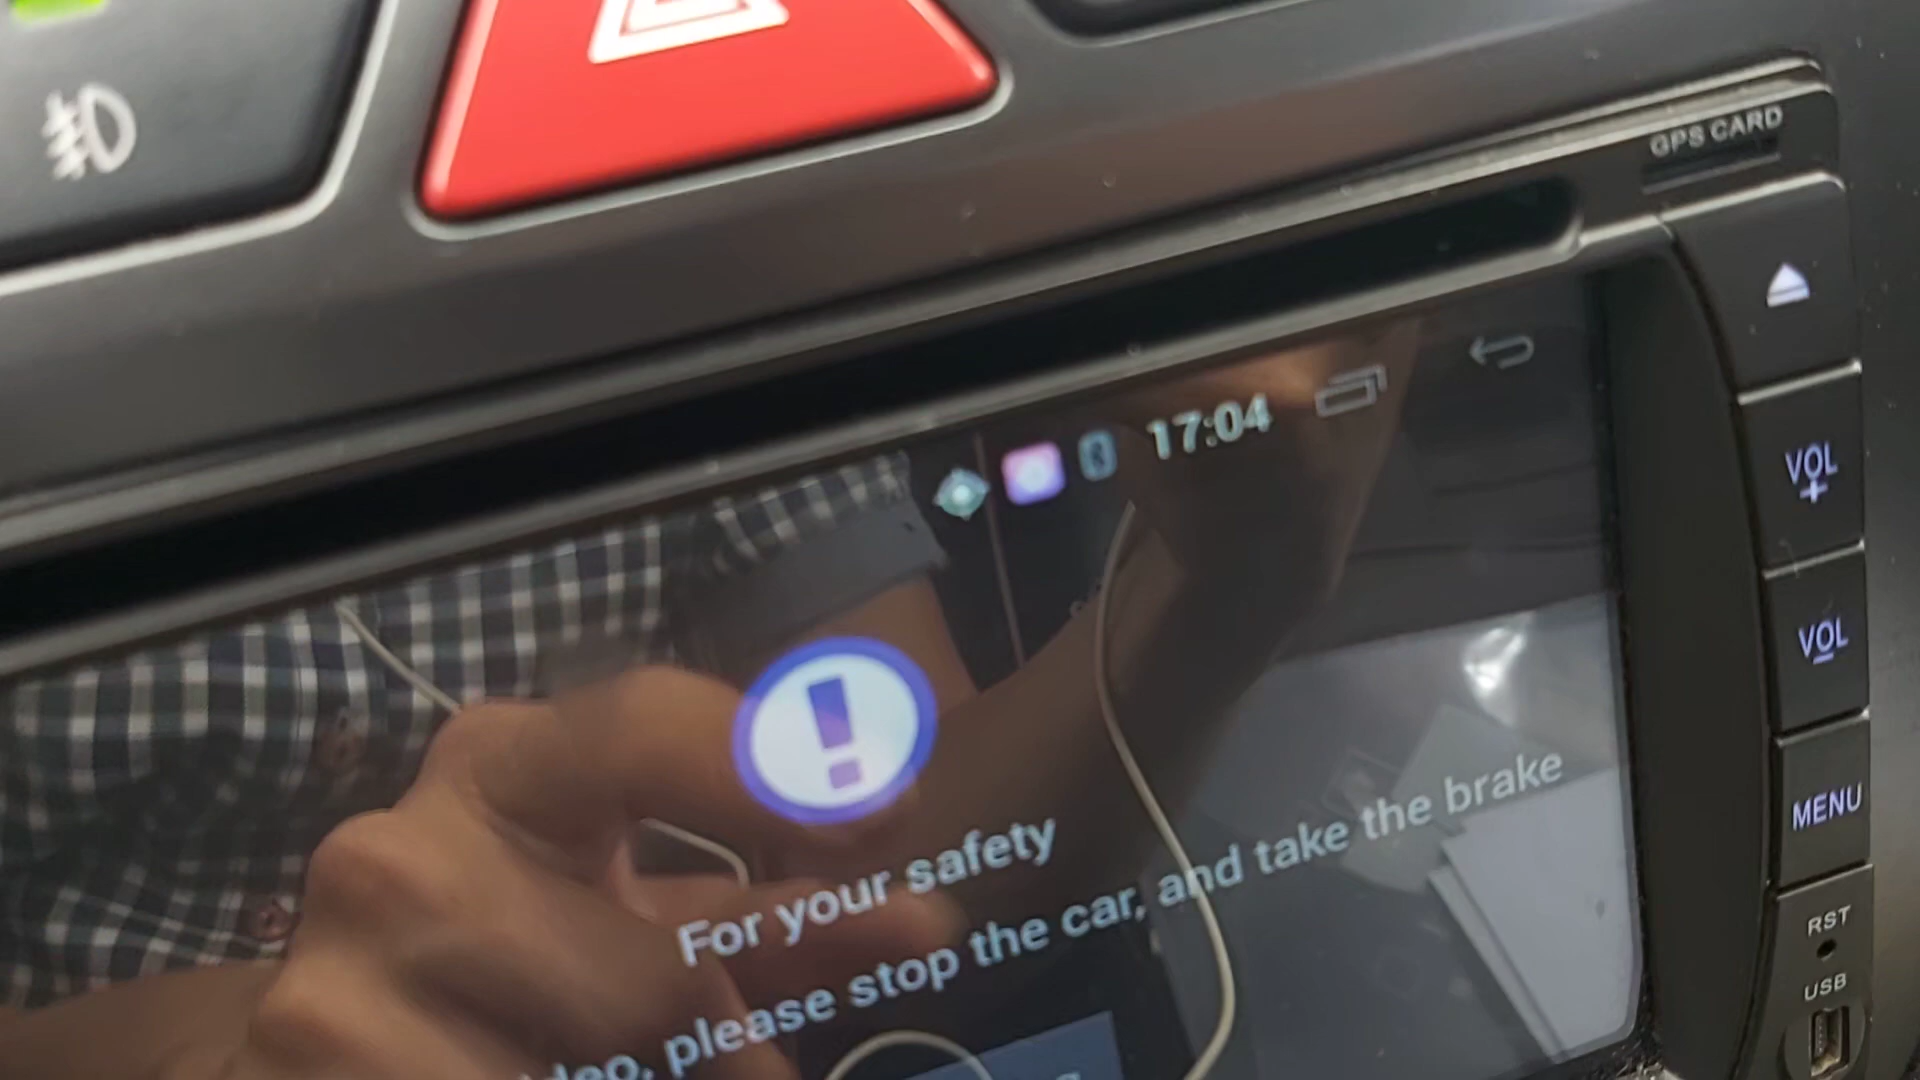 GPS CARD
17:04
VOL
+
VOL
-
MENU
For your safety
please stop the car, and take the brake
RST
USB